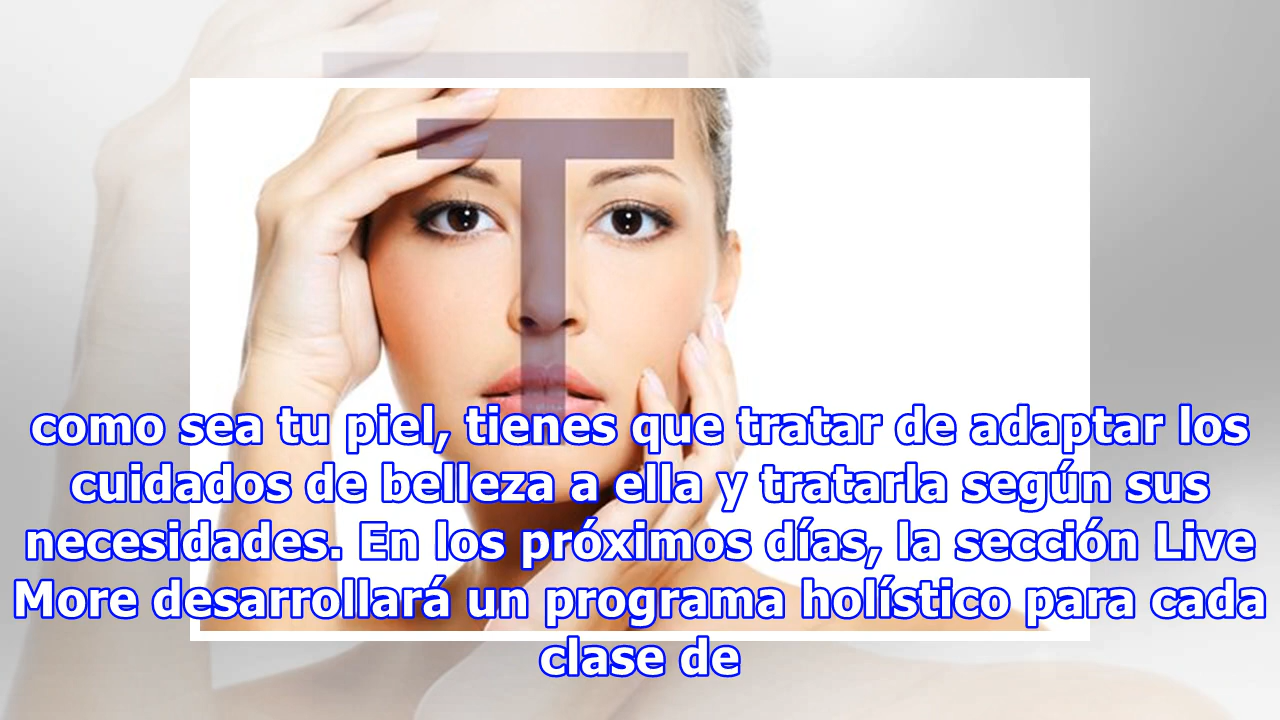 T
como sea tu piel, tienes que tratar de adaptar los
cuidados de belleza a ella y tratarla según sus
necesidades. En los próximos días, la sección Live
More desarrollará un programa holístico para cada
clase de